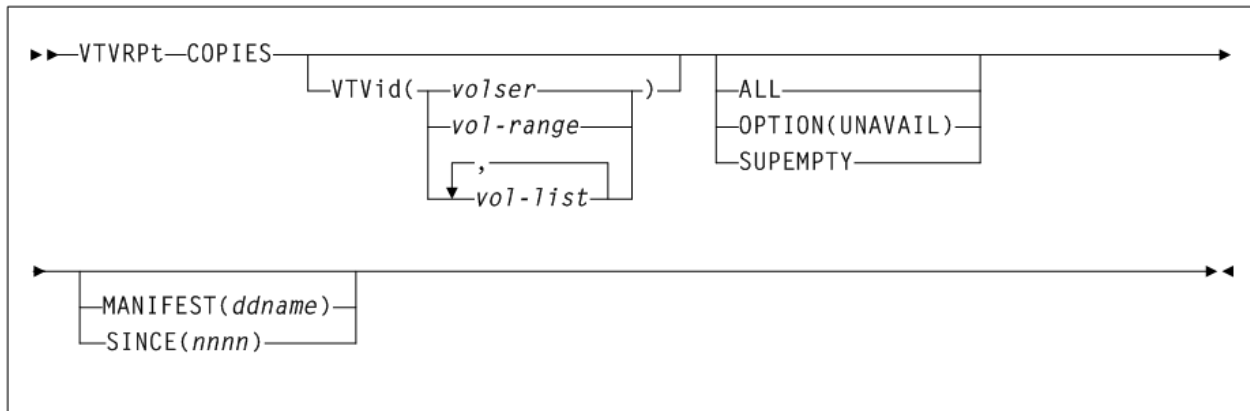 VTVRPt COPIES
VTVid( volser )
vol-range
,
vol-list
ALL
OPTION(UNAVAIL)
SUPEMPTY
MANIFEST(ddname)
SINCE(nnnn)